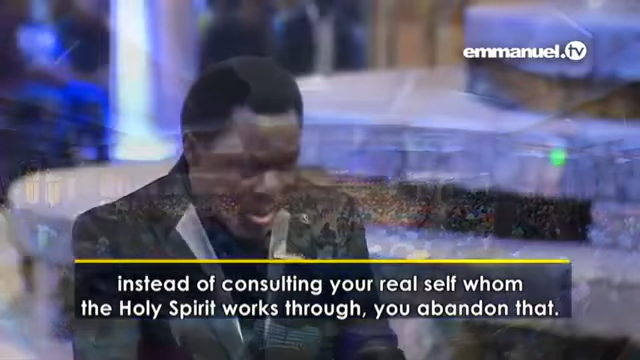 emmanuel.tv
instead of consulting your real self whom
the Holy Spirit works through, you abandon that.